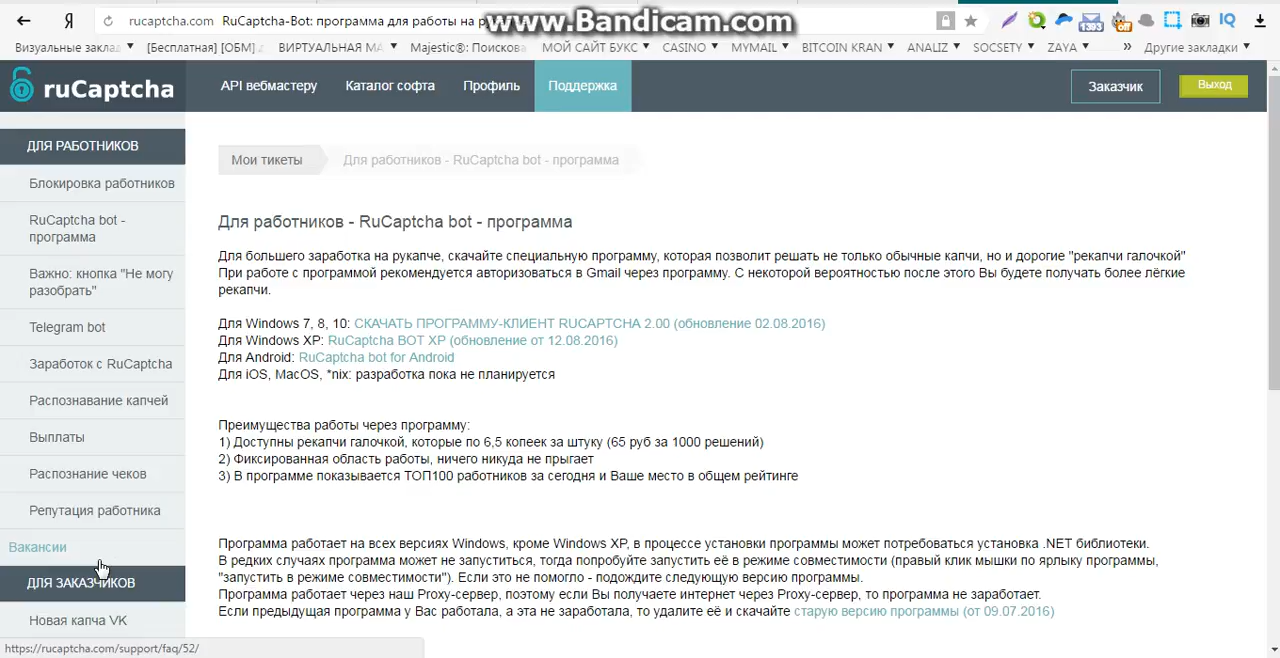 Я rucaptcha.com RuCaptcha-Bot: программа для работы на р
www.Bandicam.com
1393 off IQ
Визуальные заклад [Бесплатная] [ОБМ] ВИРТУАЛЬНАЯ МА Majestic®: Поискова МОЙ САЙТ БУКС CASINO MYMAIL BITCOIN KRAN ANALIZ SOCSETY ZAYA » Другие закладки
ruCaptcha API вебмастеру Каталог софта Профиль Поддержка Заказчик Выход
ДЛЯ РАБОТНИКОВ
Блокировка работников
RuCaptcha bot -
программа
Важно: кнопка "Не могу
разобрать"
Telegram bot
Заработок с RuCaptcha
Распознавание капчей
Выплаты
Распознание чеков
Репутация работника
Вакансии
ДЛЯ ЗАКАЗЧИКОВ
Новая капча VK
Мои тикеты Для работников - RuCaptcha bot - программа
Для работников - RuCaptcha bot - программа
Для большего заработка на рукапче, скачайте специальную программу, которая позволит решать не только обычные капчи, но и дорогие "рекапчи галочкой"
При работе с программой рекомендуется авторизоваться в Gmail через программу. С некоторой вероятностью после этого Вы будете получать более лёгкие
рекапчи.
Для Windows 7, 8, 10: СКАЧАТЬ ПРОГРАММУ-КЛИЕНТ RUCAPTCHA 2.00 (обновление 02.08.2016)
Для Windows XP: RuCaptcha BOT XP (обновление от 12.08.2016)
Для Android: RuCaptcha bot for Android
Для iOS, MacOS, *nix: разработка пока не планируется
Преимущества работы через программу:
1) Доступны рекапчи галочкой, которые по 6,5 копеек за штуку (65 руб за 1000 решений)
2) Фиксированная область работы, ничего никуда не прыгает
3) В программе показывается ТОП100 работников за сегодня и Ваше место в общем рейтинге
Программа работает на всех версиях Windows, кроме Windows XP, в процессе установки программы может потребоваться установка .NET библиотеки.
В редких случаях программа может не запуститься, тогда попробуйте запустить её в режиме совместимости (правый клик мышки по ярлыку программы,
"запустить в режиме совместимости"). Если это не помогло - подождите следующую версию программы.
Программа работает через наш Proxy-сервер, поэтому если Вы получаете интернет через Proxy-сервер, то программа не заработает.
Если предыдущая программа у Вас работала, а эта не заработала, то удалите её и скачайте старую версию программы (от 09.07.2016)
https://rucaptcha.com/support/faq/52/